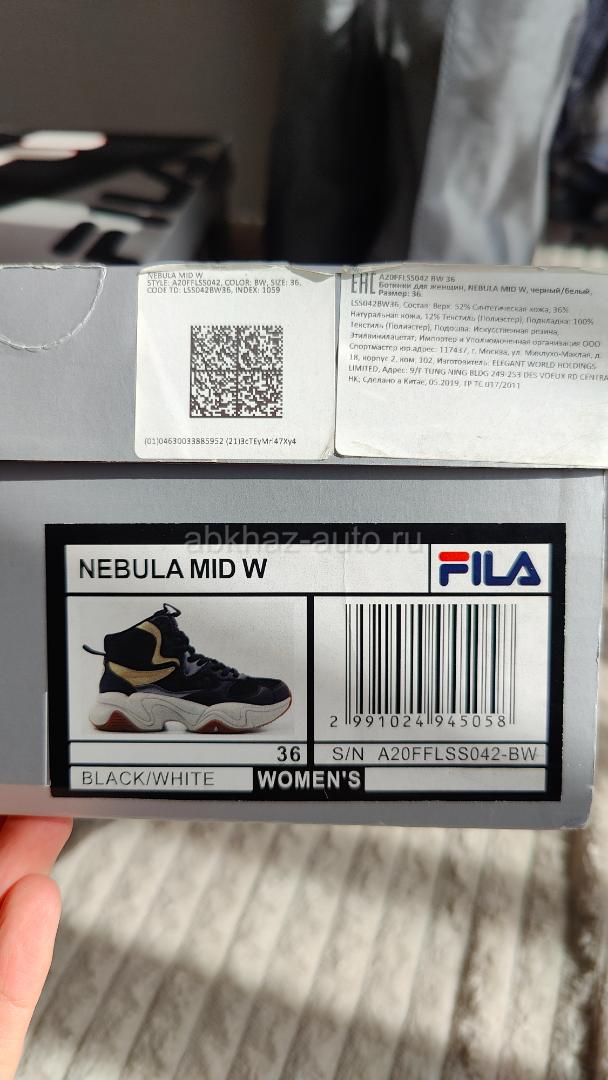 NEBULA MID W
STYLE: A20FFLSS042, COLOR: BW, SIZE: 36,
CODE TD: LSS042BW36, INDEX: 1059
(01)04630033885952 (21)3cTEyMri47Xy4
EAC A20FFLSS042 BW 36
Ботинки для женщин, NEBULA MID W, черный/белый,
Размер: 36,
LSS042BW36, Состав: Верх: 52% Синтетическая кожа, 36%
Натуральная кожа, 12% Текстиль (Полиэстер), Подкладка: 100%
Текстиль (Полиэстер), Подошва: Искусственная резина,
Этилвинилацетат; Импортер и Уполномоченная организация ООО
Спортмастер юр.адрес: 117437, г. Москва, ул. Миклухо-Маклая, д.
18, корпус 2, ком. 102, Изготовитель: ELEGANT WORLD HOLDINGS
LIMITED, Адрес: 9/F TUNG NING BLDG 249-253 DES VOEUX RD CENTRA
HK, Сделано в Китае, 05.2019, ТР ТС 017/2011
abkhaz-auto.ru
NEBULA MID W
FILA
2 991024 945058
36
S/N A20FFLSS042-BW
BLACK/WHITE
WOMEN'S